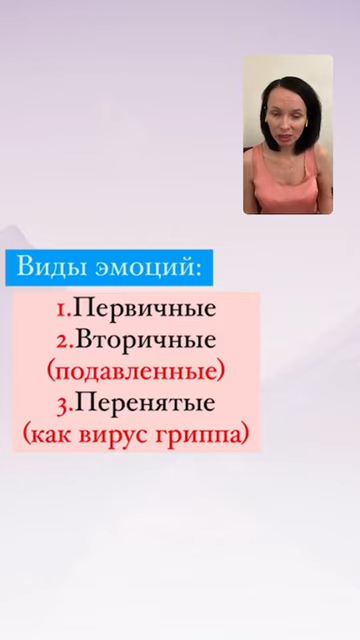 Виды эмоций:
1.Первичные
2.Вторичные
(подавленные)
3.Перенятые
(как вирус гриппа)